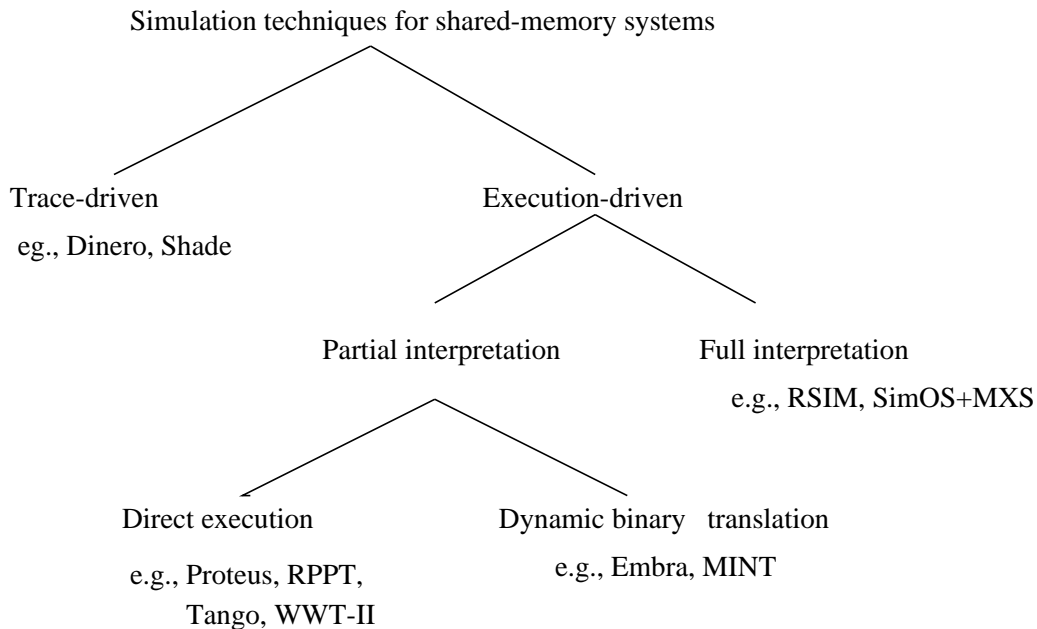 Simulation techniques for shared-memory systems
Trace-driven
Execution-driven
eg., Dinero, Shade
Partial interpretation
Full interpretation
e.g., RSIM, SimOS+MXS
Direct execution
Dynamic binary translation
e.g., Proteus, RPPT,
Tango, WWT-II
e.g., Embra, MINT